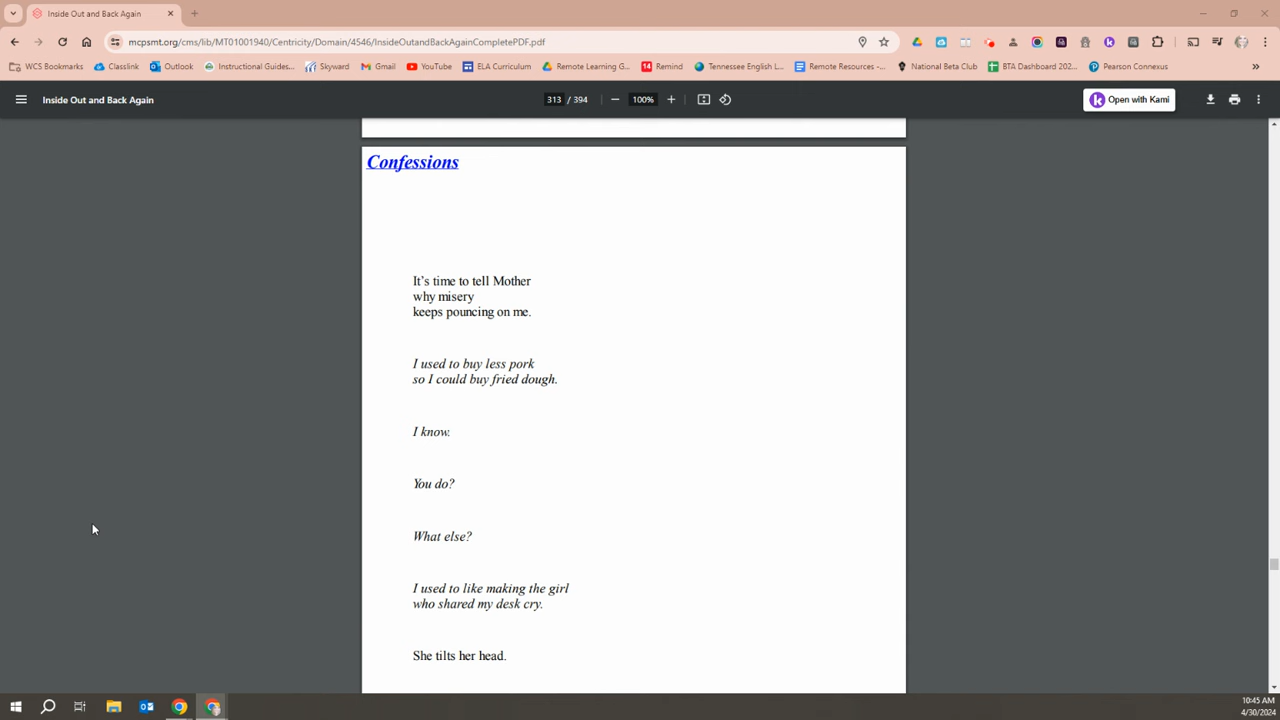 Inside Out and Back Again
mcpsmt.org/cms/lib/MT01001940/Centricity/Domain/4546/InsideOutandBackAgainCompletePDF.pdf
WCS Bookmarks Classlink Outlook Instructional Guides... Skyward Gmail YouTube ELA Curriculum Remote Learning G... 14 Remind Tennessee English L... Remote Resources -... National Beta Club BTA Dashboard 202... Pearson Connexus
Inside Out and Back Again 313 / 394 100% Open with Kami
Confessions
It's time to tell Mother
why misery
keeps pouncing on me.
I used to buy less pork
so I could buy fried dough.
I know.
You do?
What else?
I used to like making the girl
who shared my desk cry.
She tilts her head.
10:45 AM
4/30/2024